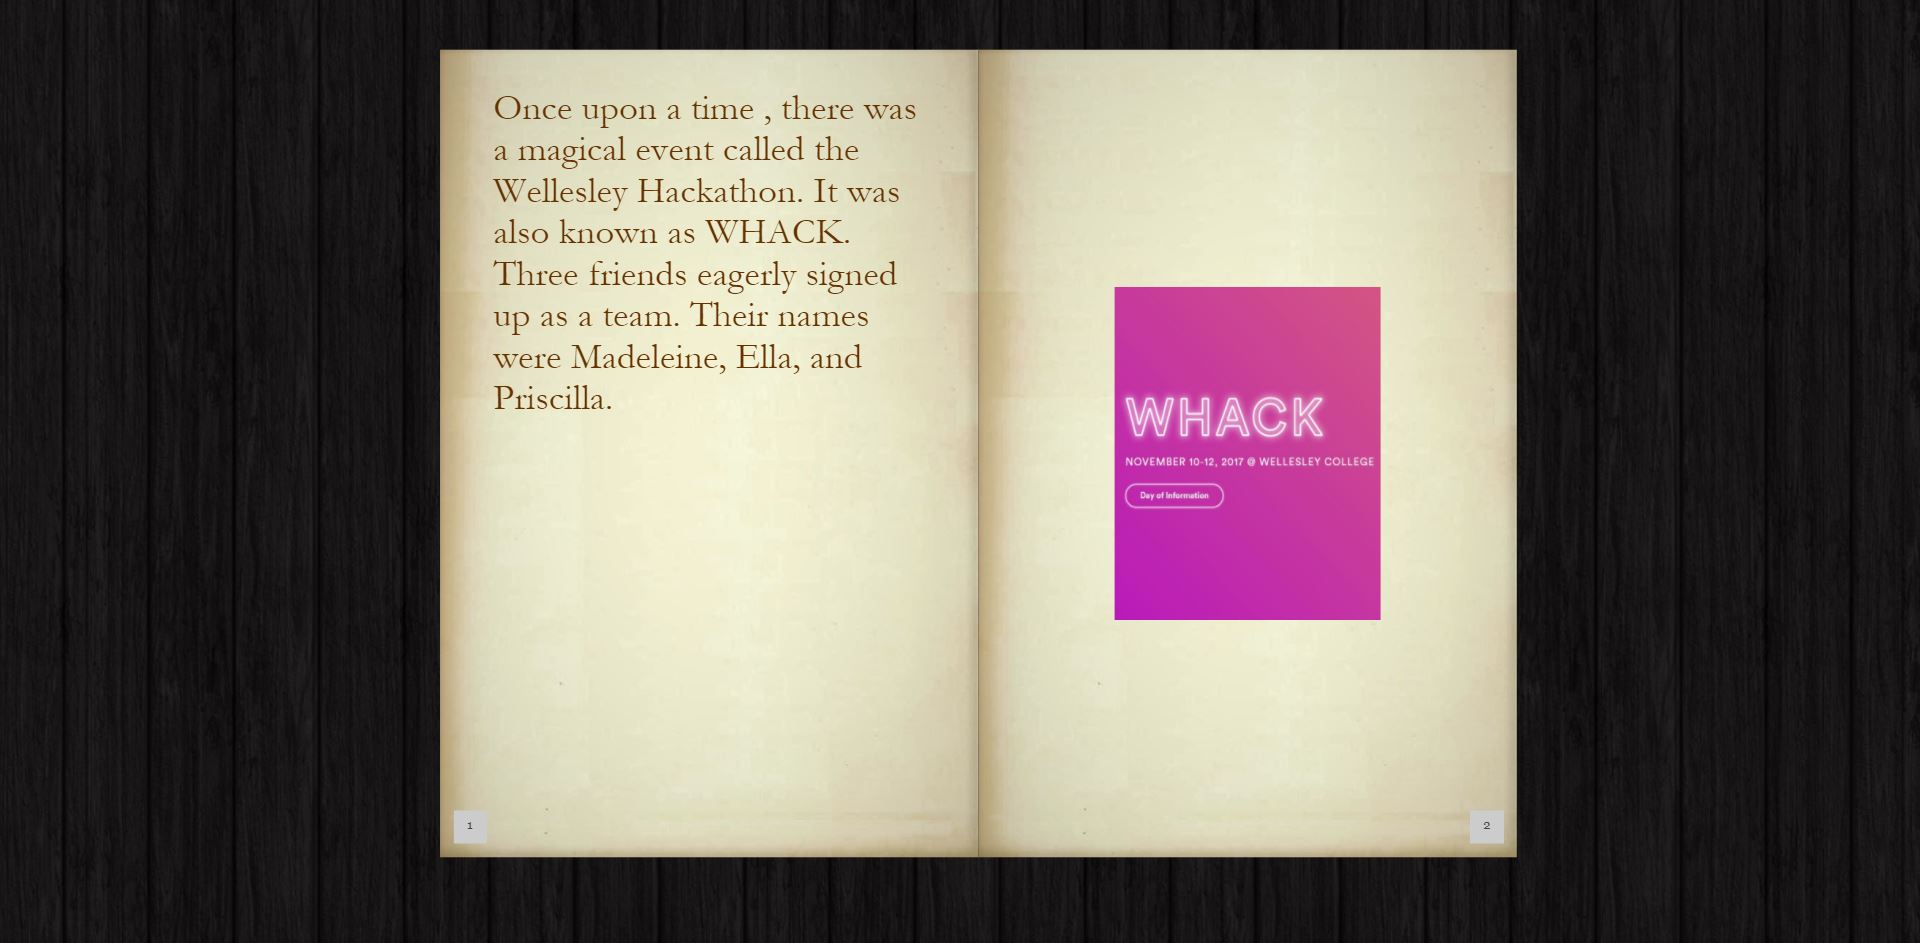 Once upon a time , there was
a magical event called the
Wellesley Hackathon. It was
also known as WHACK.
Three friends eagerly signed
up as a team. Their names
were Madeleine, Ella, and
Priscilla.
1
WHACK
NOVEMBER 10-12, 2017 @ WELLESLEY COLLEGE
Day of Information
2